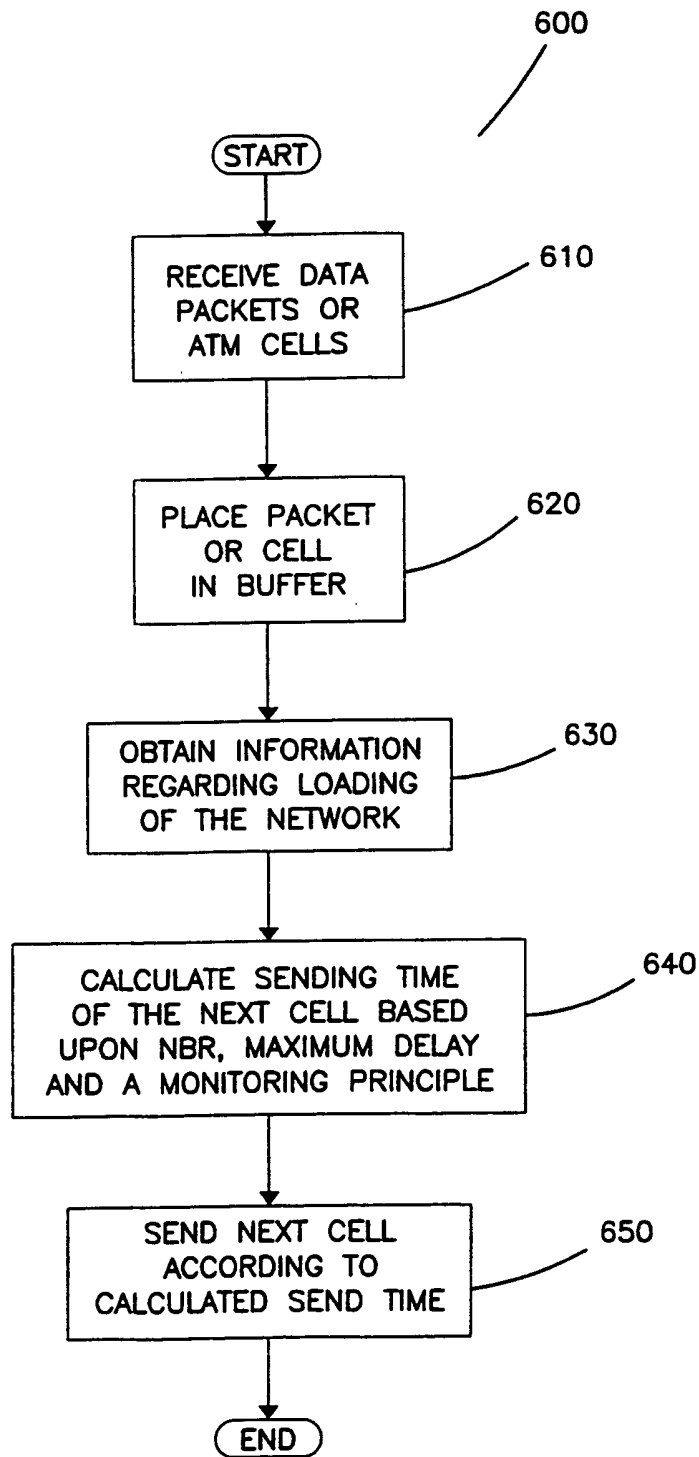 600
START
RECEIVE DATA
PACKETS OR
ATM CELLS
610
PLACE PACKET
OR CELL
IN BUFFER
620
OBTAIN INFORMATION
REGARDING LOADING
OF THE NETWORK
630
CALCULATE SENDING TIME
OF THE NEXT CELL BASED
UPON NBR, MAXIMUM DELAY
AND A MONITORING PRINCIPLE
640
SEND NEXT CELL
ACCORDING TO
CALCULATED SEND TIME
650
END